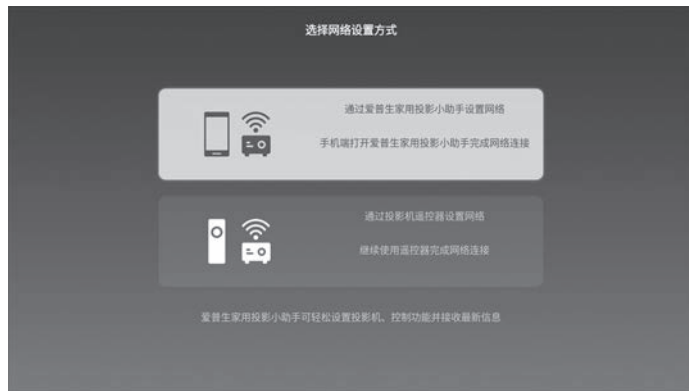 选择网络设置方式
通过爱普生家用投影小助手设置网络
手机端打开爱普生家用投影小助手完成网络连接
通过投影机遥控器设置网络
继续使用遥控器完成网络连接
爱普生家用投影小助手可轻松设置投影机、控制功能并接收最新信息